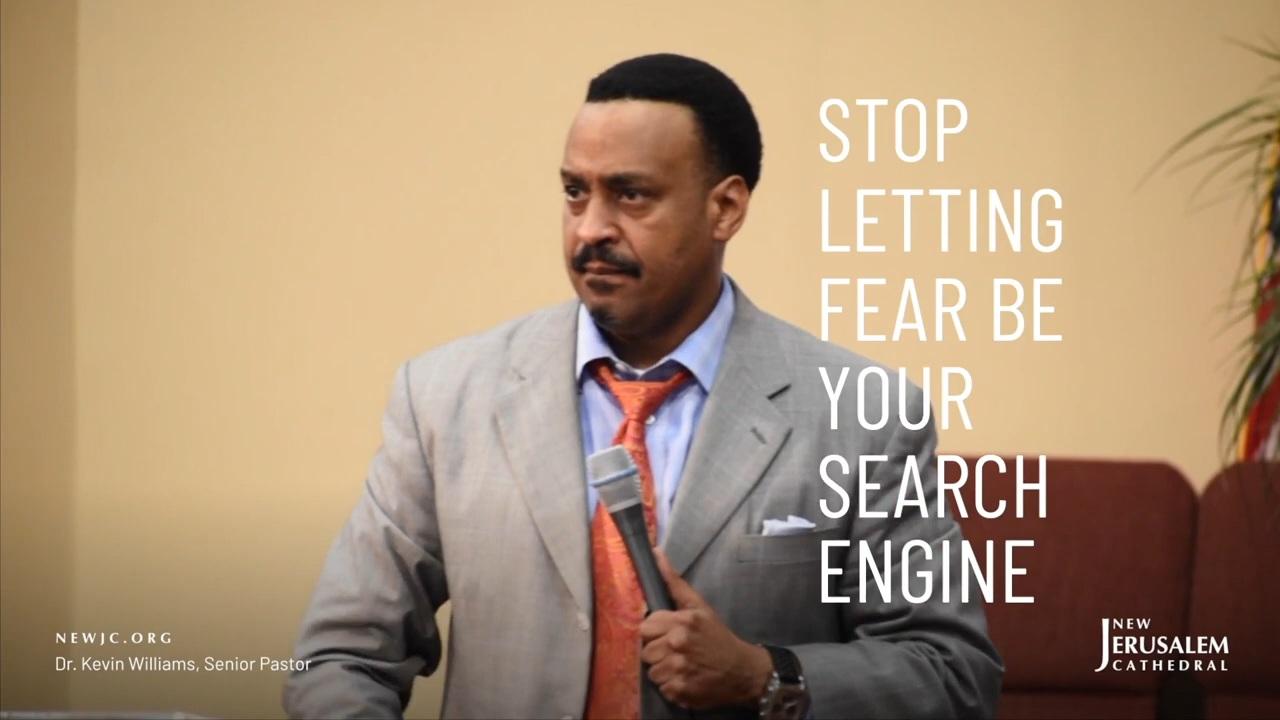 STOP
LETTING
FEAR BE
YOUR
SEARCH
ENGINE
NEWJC.ORG
Dr. Kevin Williams, Senior Pastor
NEW
JERUSALEM
CATHEDRAL